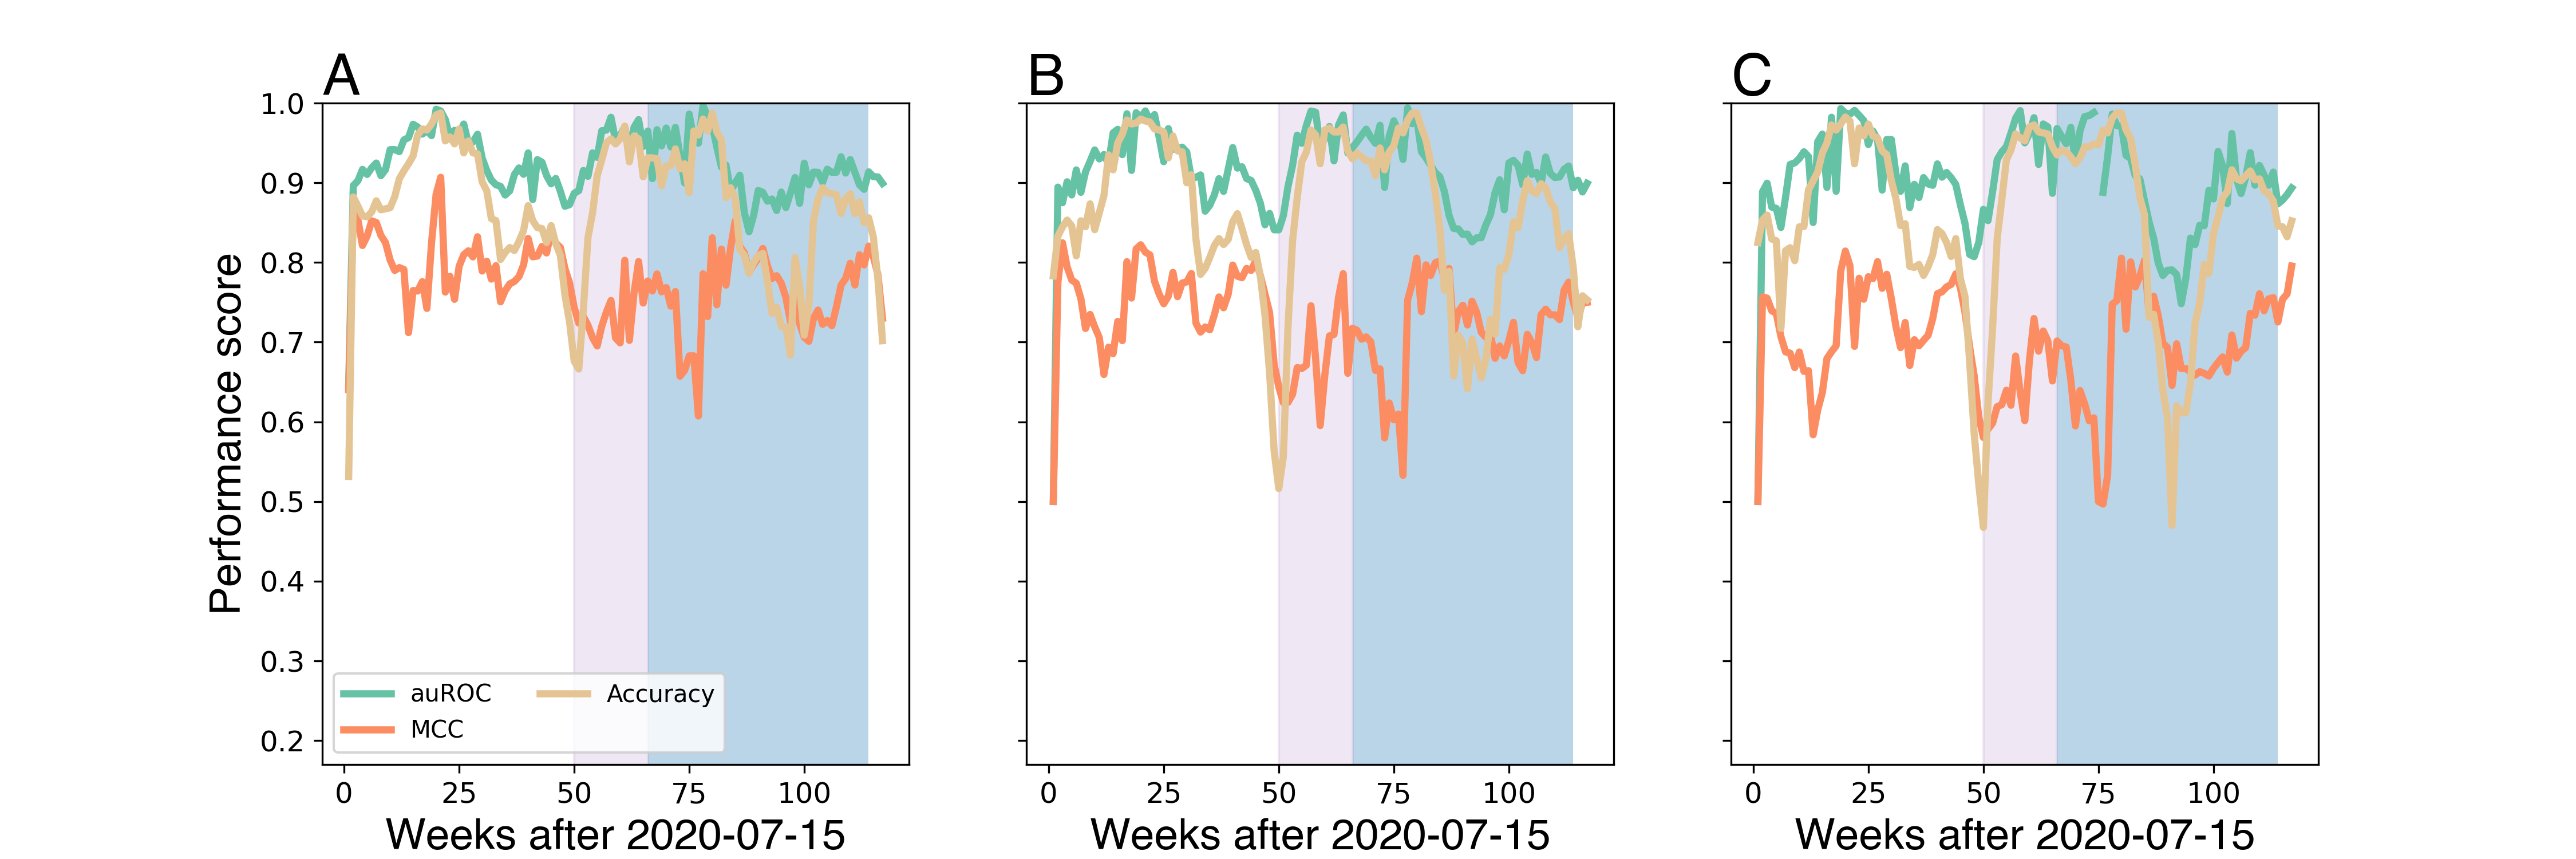 A
B
C
Performance score
1.0
0.9
0.8
0.7
0.6
0.5
0.4
0.3
0.2
auROC
Accuracy
MCC
0 25 50 75 100
0 25 50 75 100
0 25 50 75 100
Weeks after 2020-07-15
Weeks after 2020-07-15
Weeks after 2020-07-15